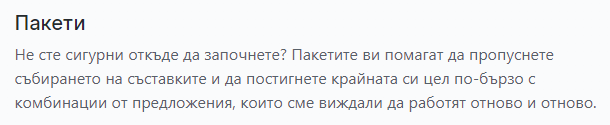 Пакети
Не сте сигурни откъде да започнете? Пакетите ви помагат да пропуснете
събирането на съставките и да постигнете крайната си цел по-бързо с
комбинации от предложения, които сме виждали да работят отново и отново.